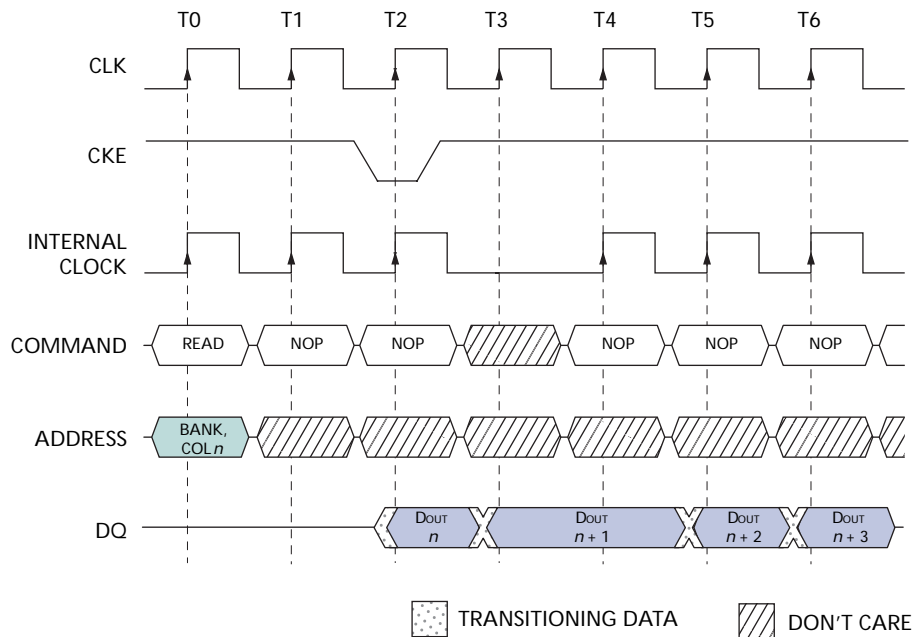 T0 T1 T2 T3 T4 T5 T6
CLK
CKE
INTERNAL
CLOCK
COMMAND READ NOP NOP NOP NOP NOP
ADDRESS BANK,
COL n
DQ DOUT DOUT DOUT DOUT
n n + 1 n + 2 n + 3
TRANSITIONING DATA DON'T CARE